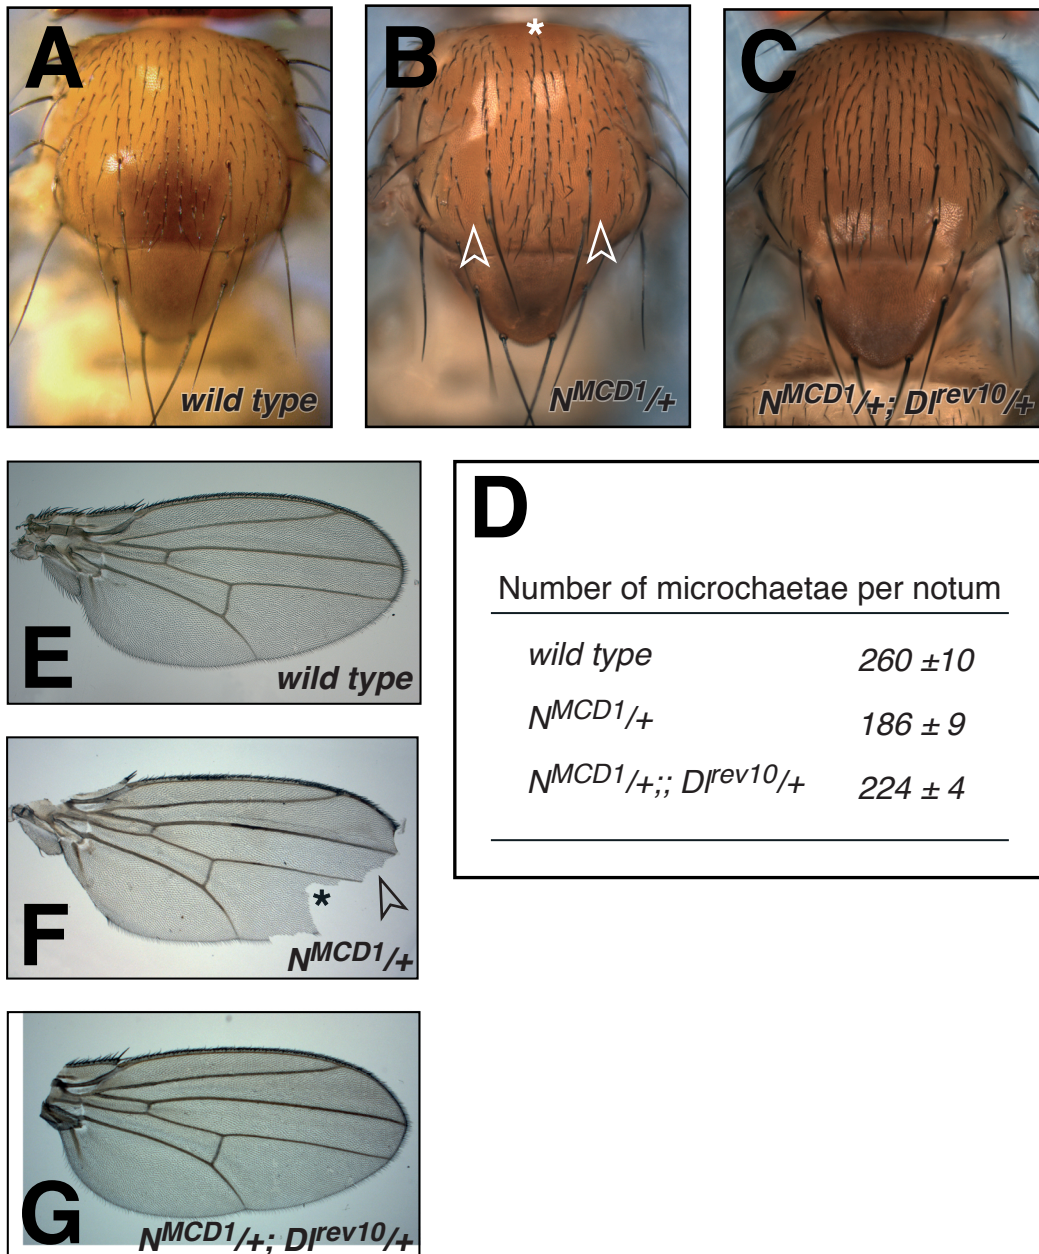 A
wild type
B
*
N^MCD1/+
C
N^MCD1/+; Dl^rev10/+
D
Number of microchaetae per notum
wild type 260 ±10
N^MCD1/+ 186 ± 9
N^MCD1/+;; Dl^rev10/+ 224 ± 4
E
wild type
F
*
N^MCD1/+
G
N^MCD1/+; Dl^rev10/+